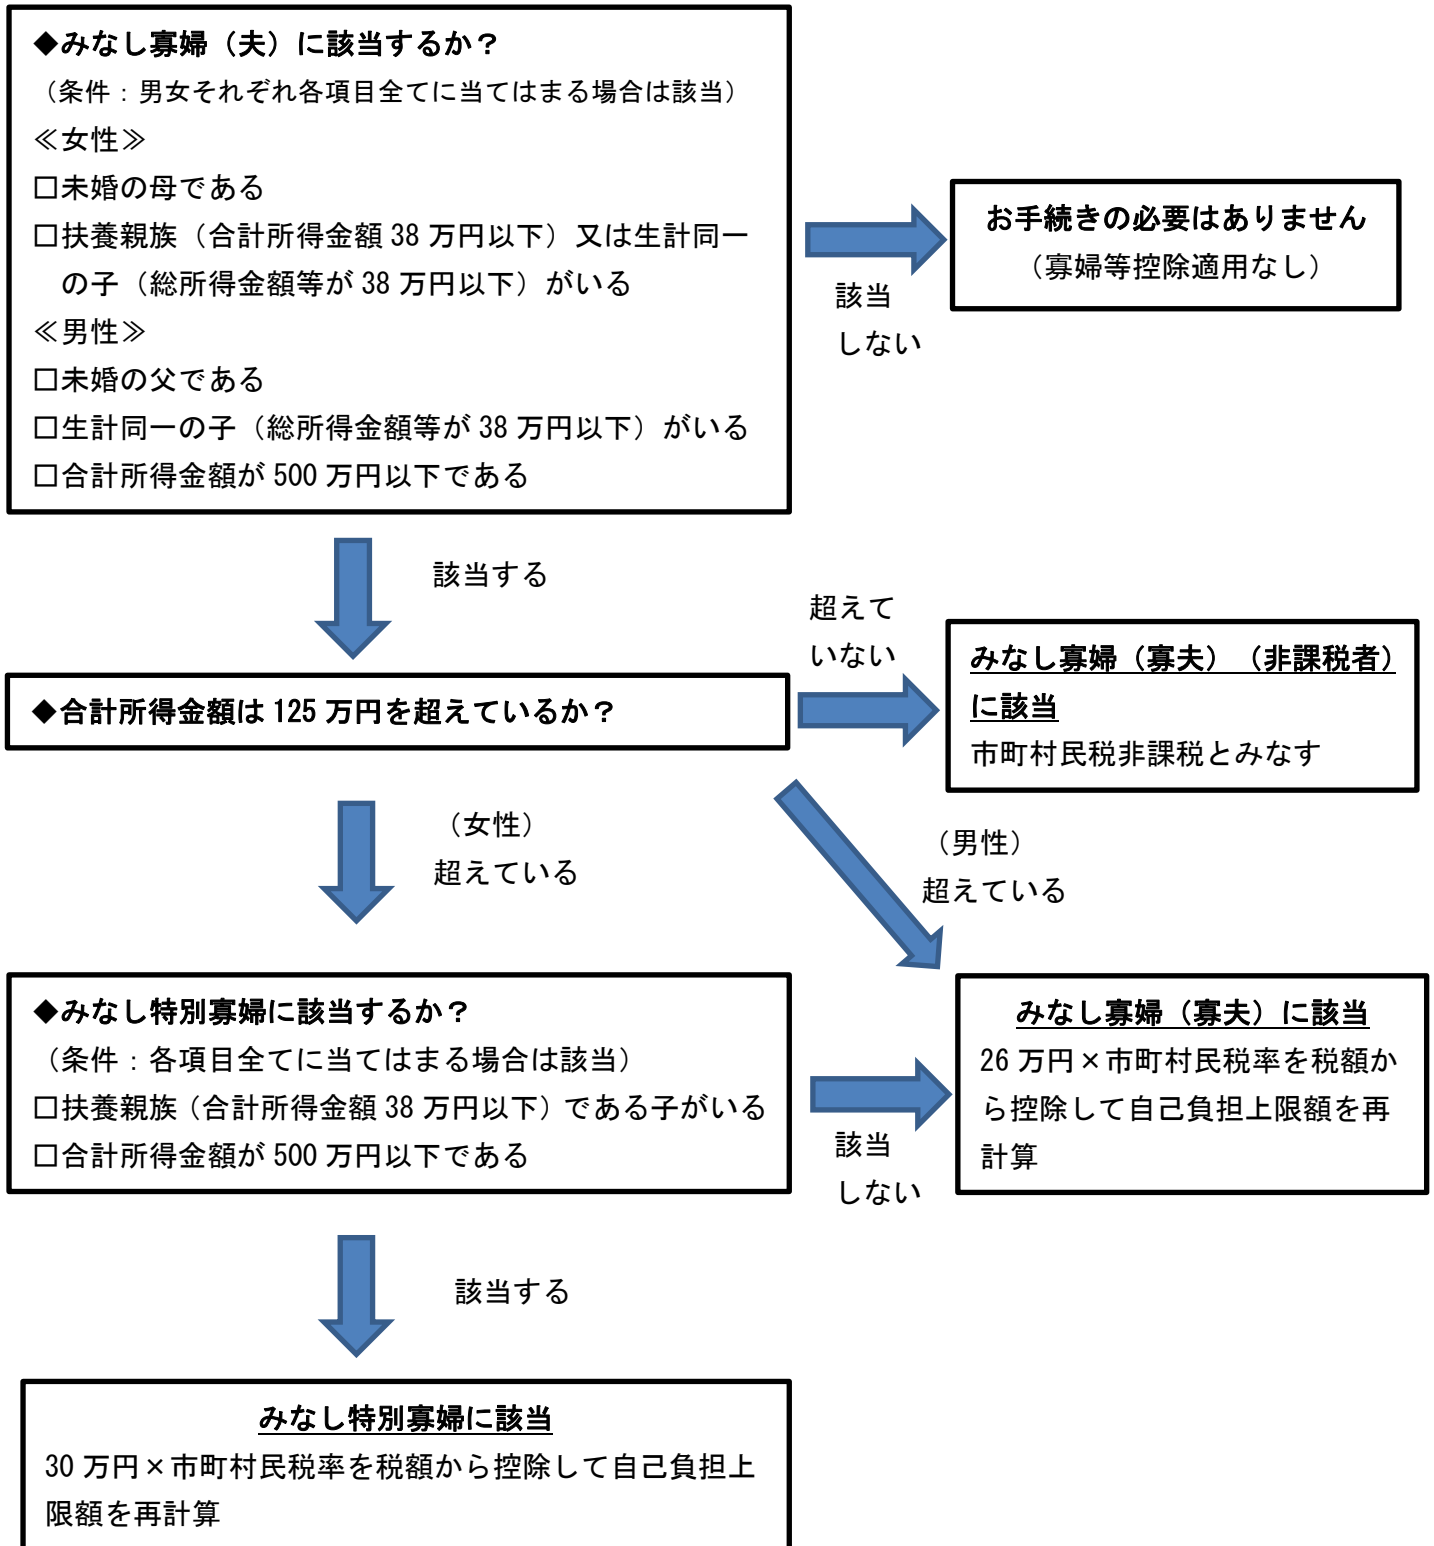 ◆みなし寡婦（夫）に該当するか？
（条件：男女それぞれ各項目全てに当てはまる場合は該当）
≪女性≫
□未婚の母である
□扶養親族（合計所得金額 38 万円以下）又は生計同一
の子（総所得金額等が 38 万円以下）がいる
≪男性≫
□未婚の父である
□生計同一の子（総所得金額等が 38 万円以下）がいる
□合計所得金額が 500 万円以下である
該当
しない
お手続きの必要はありません
（寡婦等控除適用なし）
該当する
◆合計所得金額は 125 万円を超えているか？
超えて
いない
みなし寡婦（寡夫）（非課税者）
に該当
市町村民税非課税とみなす
（女性）
超えている
（男性）
超えている
◆みなし特別寡婦に該当するか？
（条件：各項目全てに当てはまる場合は該当）
□扶養親族（合計所得金額 38 万円以下）である子がいる
□合計所得金額が 500 万円以下である
該当
しない
みなし寡婦（寡夫）に該当
26 万円×市町村民税率を税額か
ら控除して自己負担上限額を再
計算
該当する
みなし特別寡婦に該当
30 万円×市町村民税率を税額から控除して自己負担上
限額を再計算